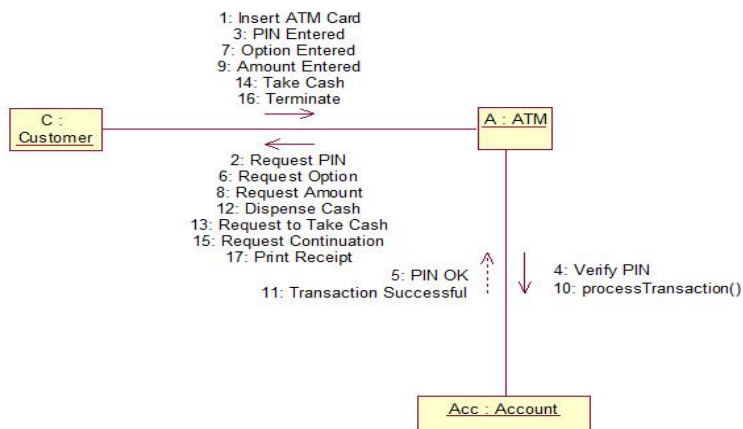 1: Insert ATM Card
3: PIN Entered
7: Option Entered
9: Amount Entered
14: Take Cash
16: Terminate
C :
Customer
A : ATM
2: Request PIN
6: Request Option
8: Request Amount
12: Dispense Cash
13: Request to Take Cash
15: Request Continuation
17: Print Receipt
5: PIN OK
11: Transaction Successful
4: Verify PIN
10: processTransaction()
Acc : Account